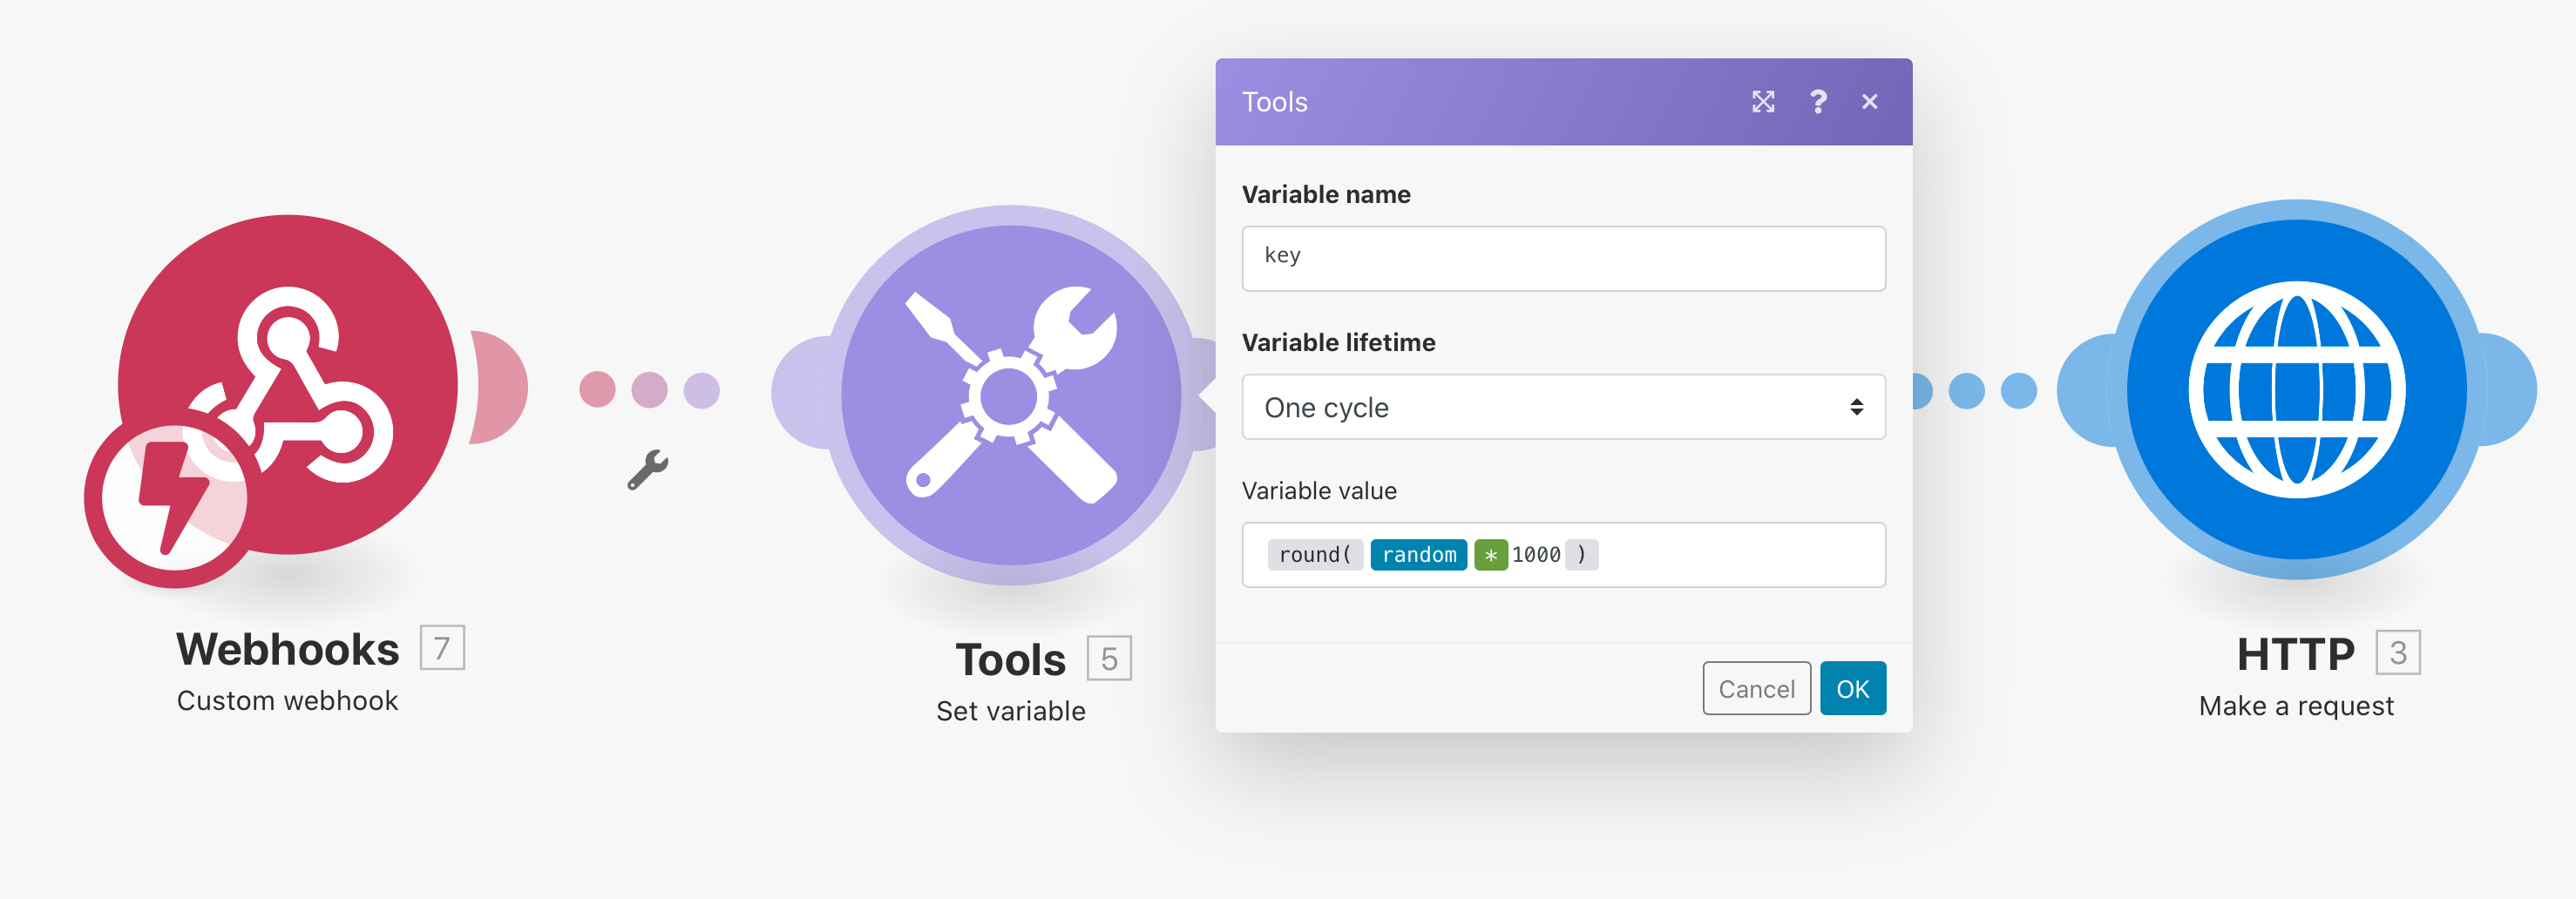 Webhooks 7
Custom webhook
Tools 5
Set variable
Tools ?
Variable name
key
Variable lifetime
One cycle
Variable value
round( random * 1000 )
Cancel OK
HTTP 3
Make a request